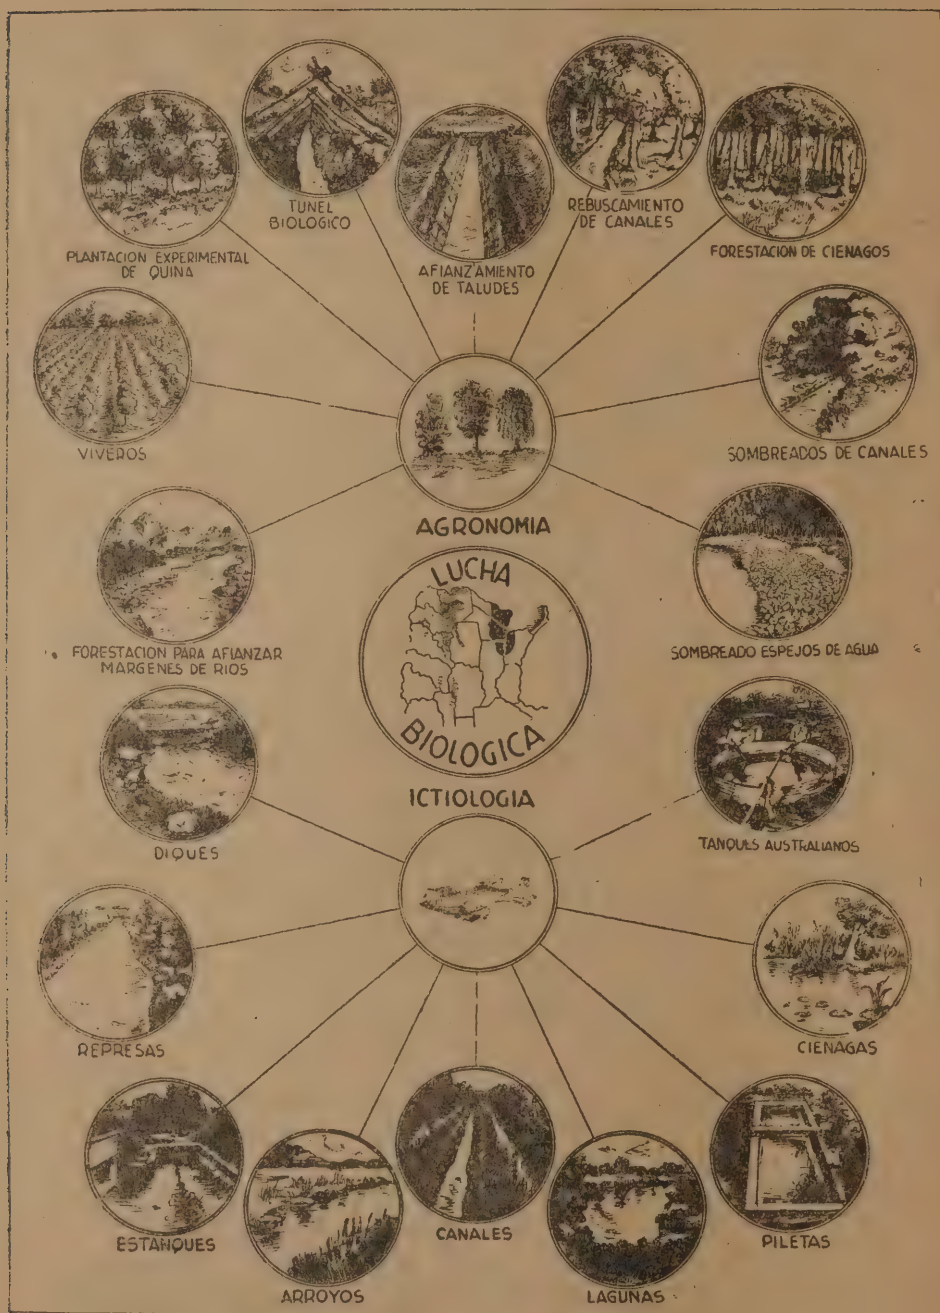 TUNEL
BIOLOGICO
REBUSCAMIENTO
DE CANALES
PLANTACION EXPERIMENTAL
DE QUINA
AFIANZAMIENTO
DE TALUDES
FORESTACION DE CIENAGOS
VIVEROS
SOMBREADOS DE CANALES
AGRONOMIA
FORESTACION PARA AFIANZAR
MARGENES DE RIOS
LUCHA
BIOLOGICA
SOMBREADO ESPEJOS DE AGUA
ICTIOLOGIA
DIQUES
TANQUES AUSTRALIANOS
REPRESAS
CIENAGAS
ESTANQUES
CANALES
PILETAS
ARROYOS
LAGUNAS